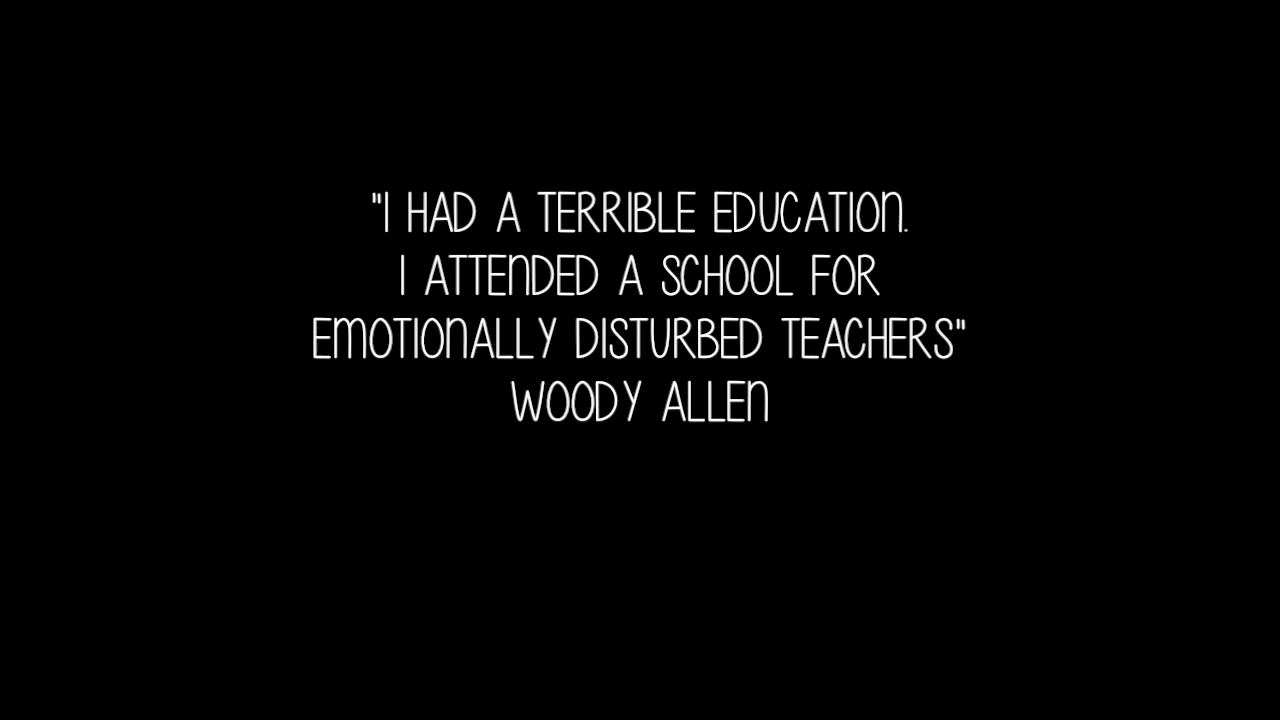 "I HAD A TERRIBLE EDUCATION.
I ATTENDED A SCHOOL FOR
EMOTIONALLY DISTURBED TEACHERS"
WOODY ALLEN